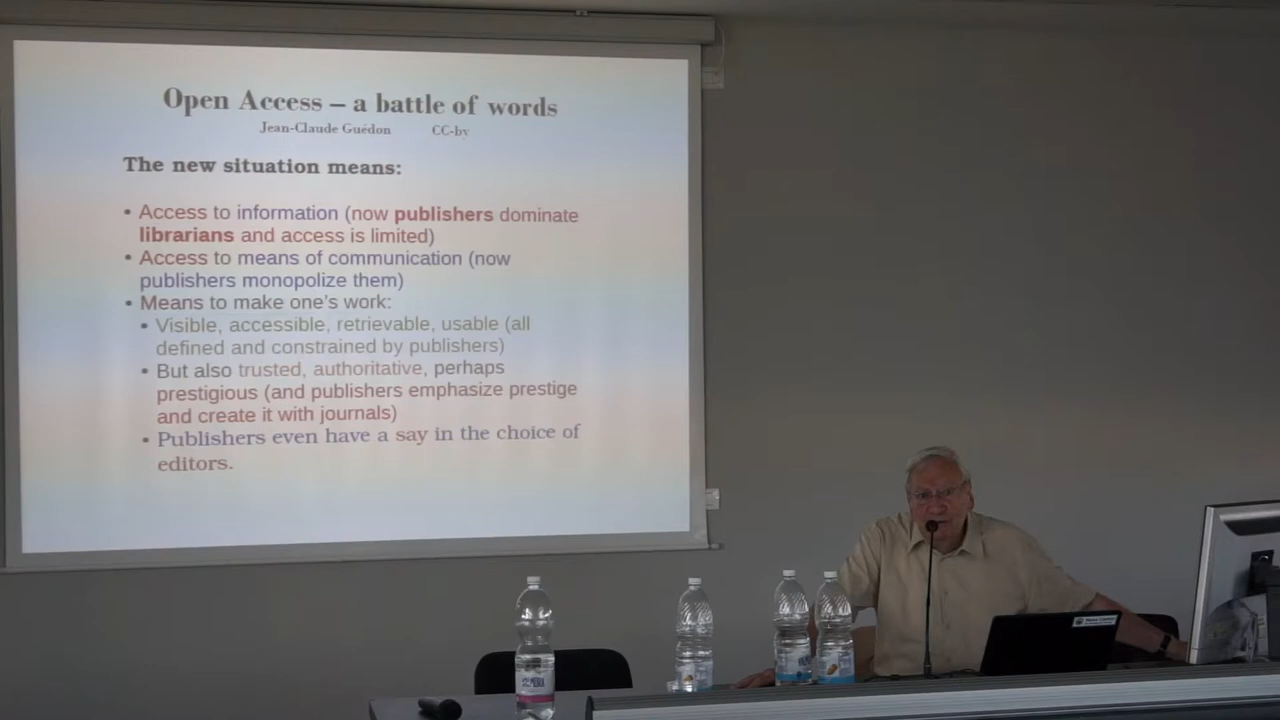 Open Access – a battle of words
Jean-Claude Guédon CC-by
The new situation means:
• Access to information (now publishers dominate
librarians and access is limited)
• Access to means of communication (now
publishers monopolize them)
• Means to make one's work:
• Visible, accessible, retrievable, usable (all
defined and constrained by publishers)
• But also trusted, authoritative, perhaps
prestigious (and publishers emphasize prestige
and create it with journals)
• Publishers even have a say in the choice of
editors.